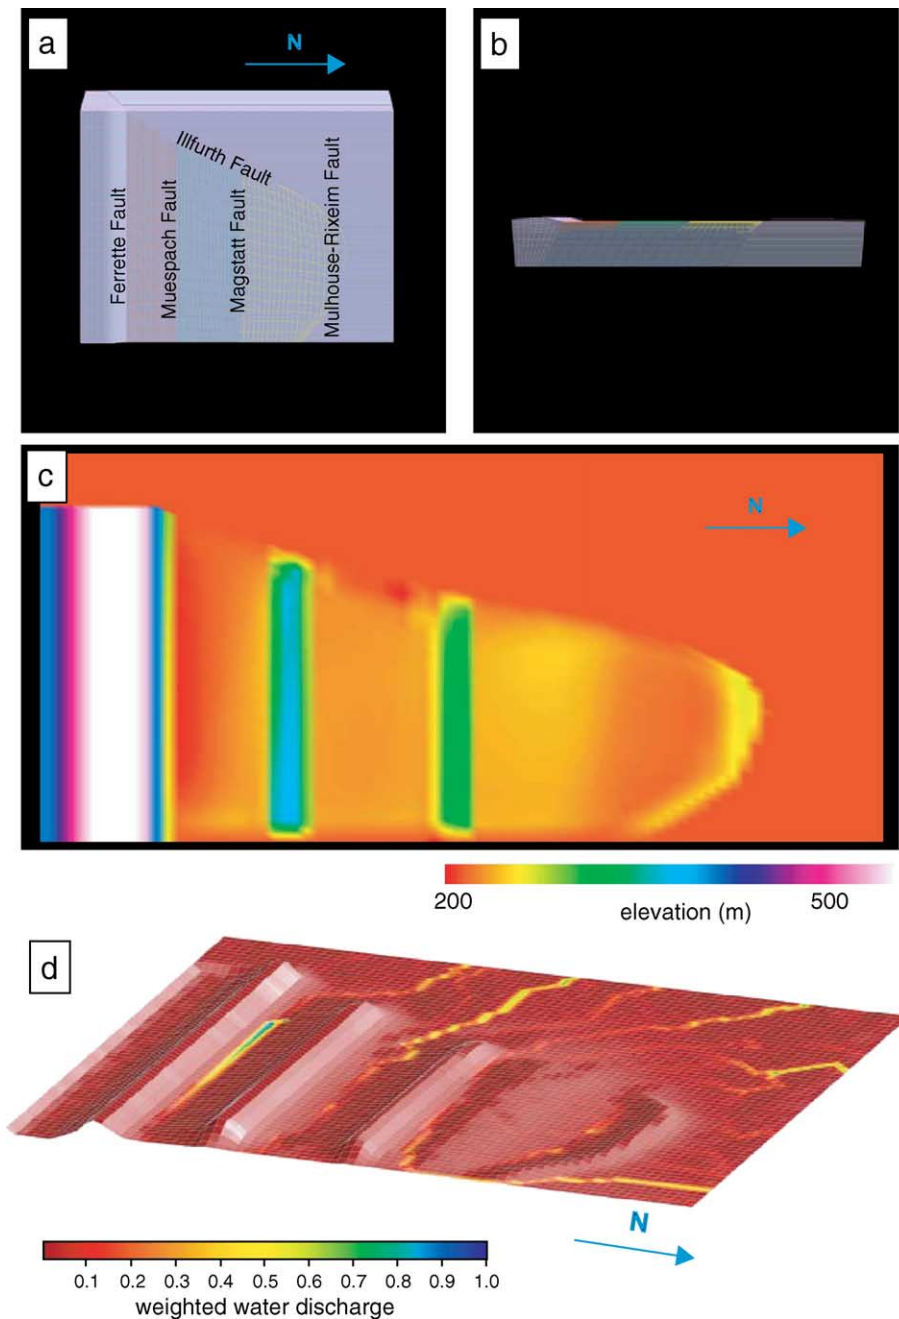 a
N
Illfurth Fault
Ferrette Fault
Muespach Fault
Magstatt Fault
Mulhouse-Rixeim Fault
b
c
N
200 500
elevation (m)
d
N
0.1 0.2 0.3 0.4 0.5 0.6 0.7 0.8 0.9 1.0
weighted water discharge